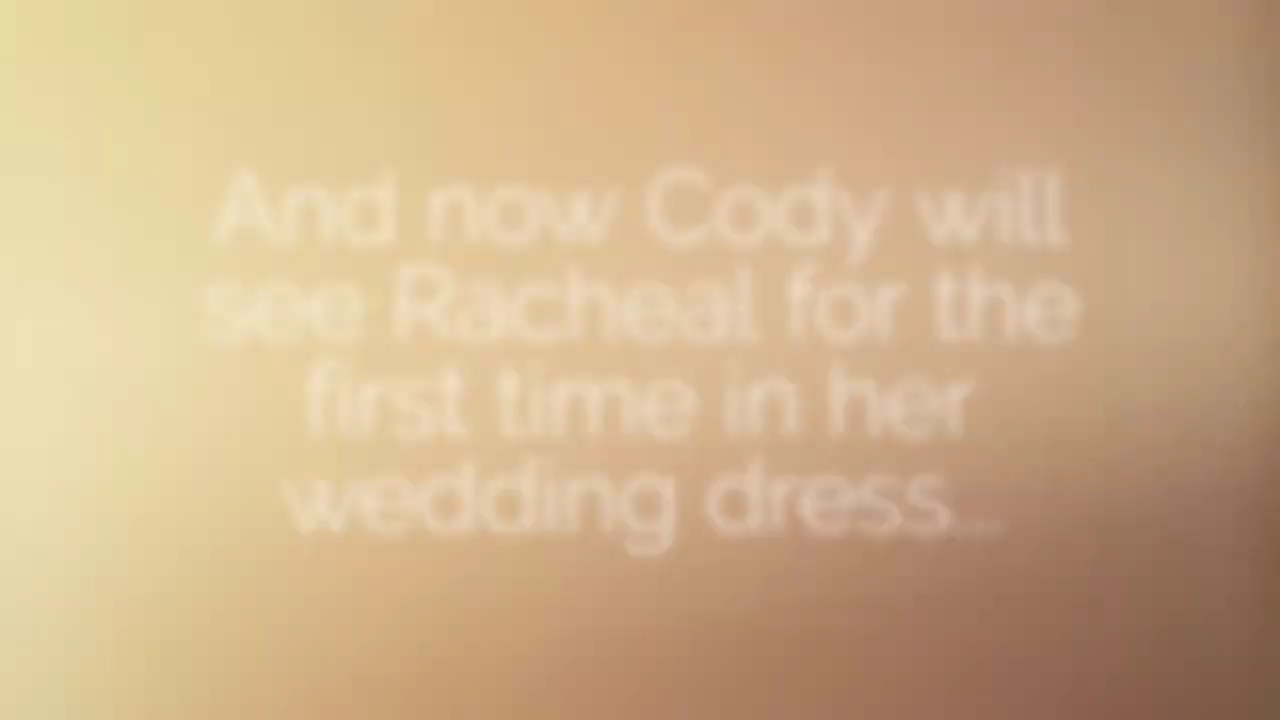 And now Cody will
see Racheal for the
first time in her
wedding dress...